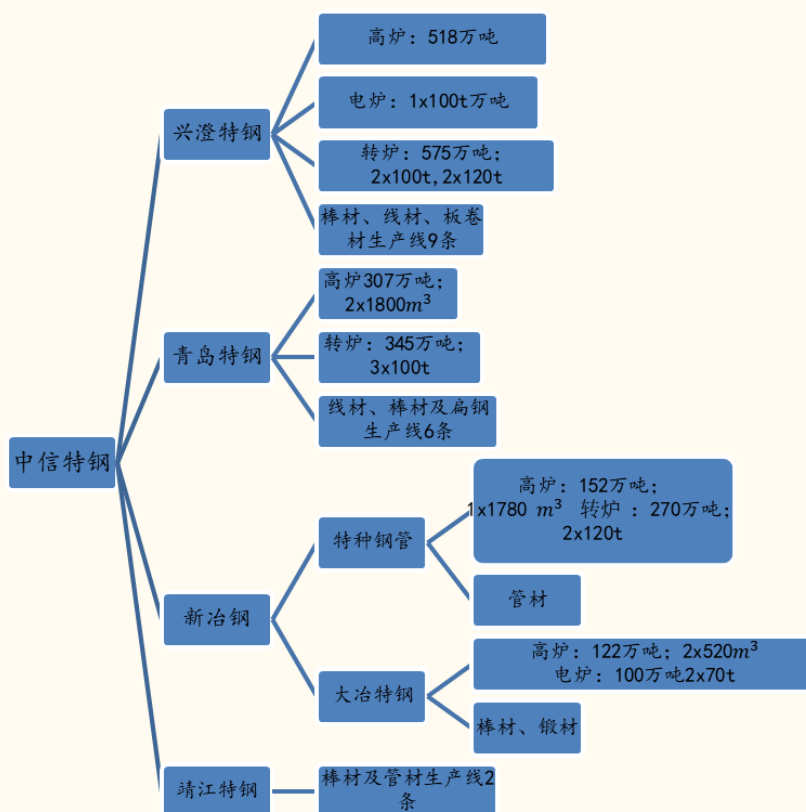 高炉：518万吨
电炉：1x100t万吨
兴澄特钢
转炉：575万吨；
2x100t,2x120t
棒材、线材、板卷
材生产线9条
高炉307万吨；
2x1800m³
青岛特钢
转炉：345万吨；
3x100t
线材、棒材及扁钢
生产线6条
中信特钢
高炉：152万吨；
1x1780 m³ 转炉 ：270万吨；
2x120t
特种钢管
管材
新冶钢
高炉：122万吨；2x520m³
电炉：100万吨2x70t
大冶特钢
棒材、锻材
靖江特钢
棒材及管材生产线2
条